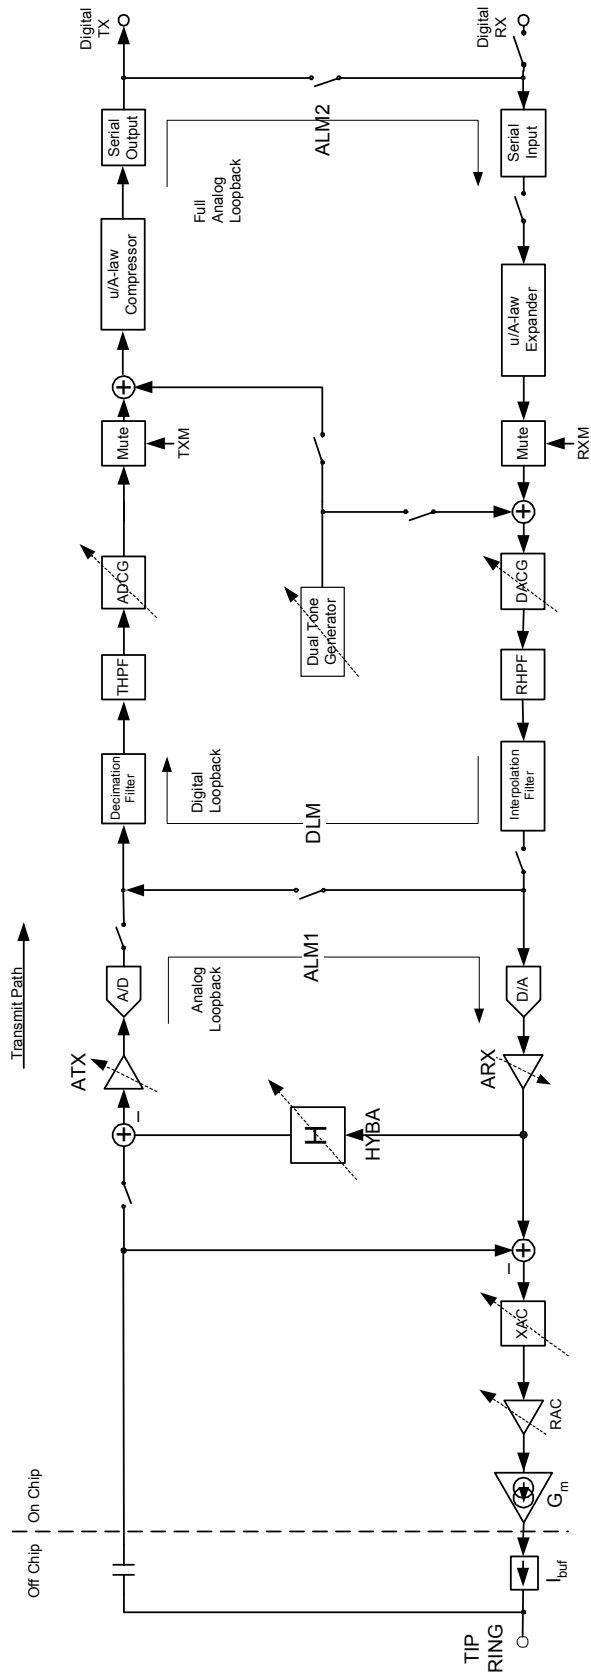 Off Chip
On Chip
Transmit Path
TIP
RING
I buf
G m
RAC
XAC
H
HYBA
ATX
ARX
A/D
D/A
Analog
Loopback
ALM1
Digital
Loopback
DLM
Decimation
Filter
THPF
ADCG
Mute
TXM
u/A-law
Compressor
Serial
Output
Digital
TX
Dual Tone
Generator
Full
Analog
Loopback
ALM2
Interpolation
Filter
RHPF
DACG
Mute
RXM
u/A-law
Expander
Serial
Input
Digital
RX
+
+
+
+
–
–